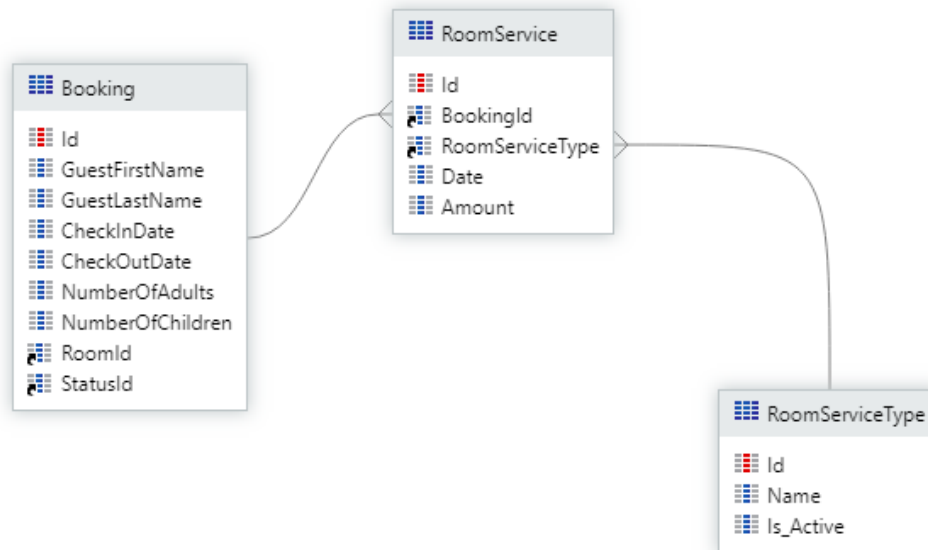 Booking
Id
GuestFirstName
GuestLastName
CheckInDate
CheckOutDate
NumberOfAdults
NumberOfChildren
RoomId
StatusId
RoomService
Id
BookingId
RoomServiceType
Date
Amount
RoomServiceType
Id
Name
Is_Active